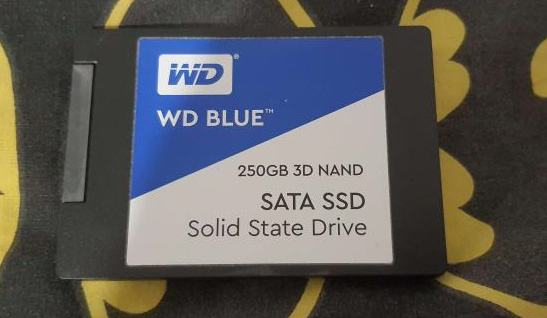 WD®
WD BLUE™
250GB 3D NAND
SATA SSD
Solid State Drive